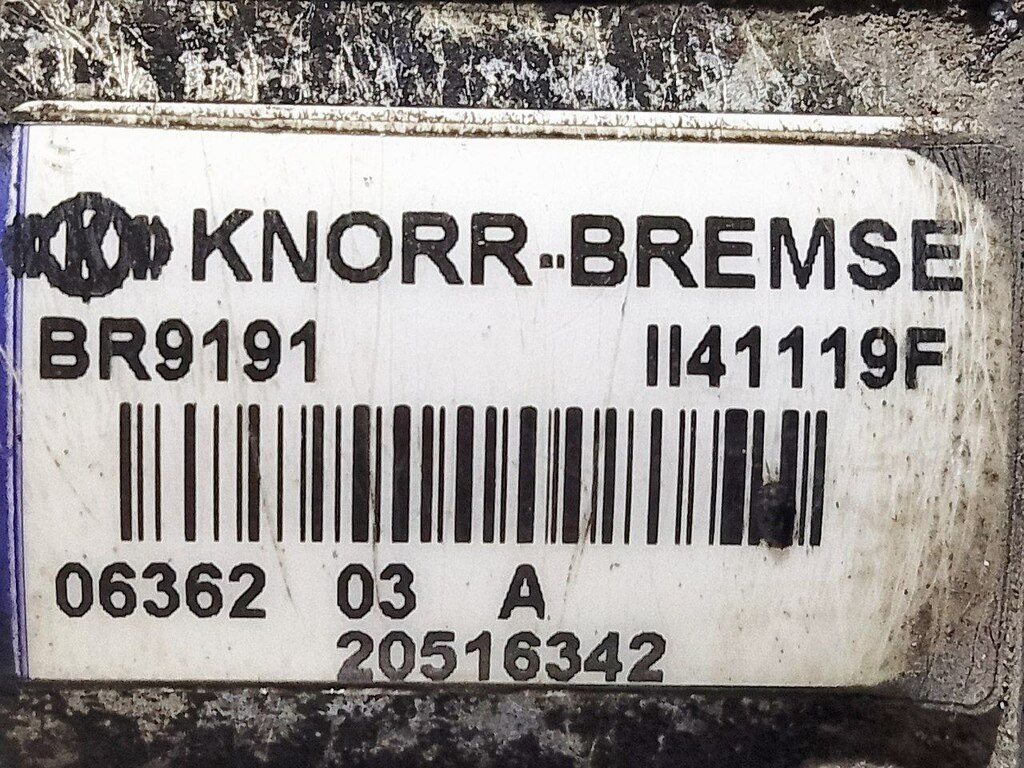 KNORR-BREMSE
BR9191 II41119F
06362 03 A
20516342